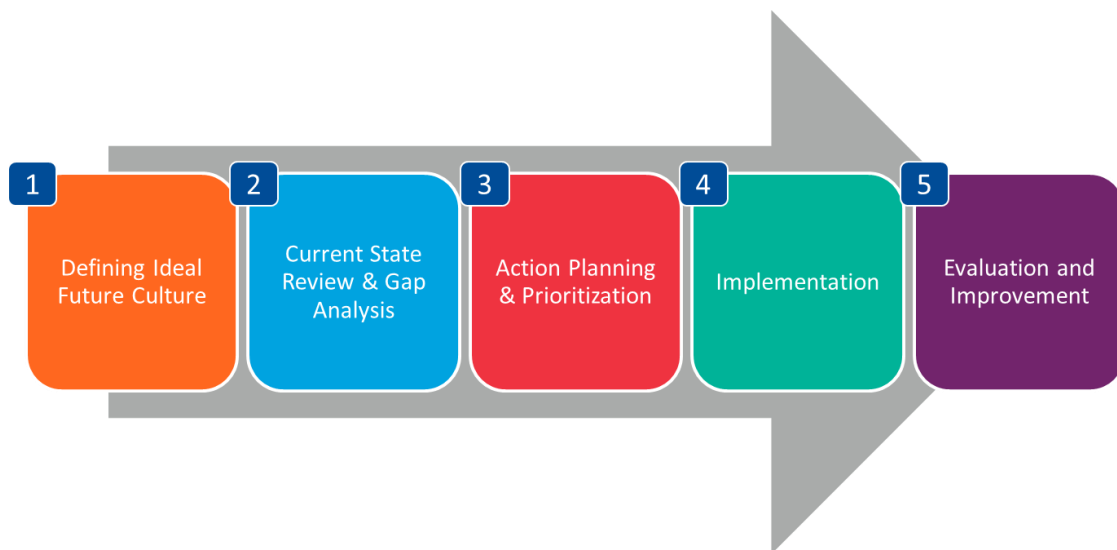 1
Defining Ideal
Future Culture
2
Current State
Review & Gap
Analysis
3
Action Planning
& Prioritization
4
Implementation
5
Evaluation and
Improvement